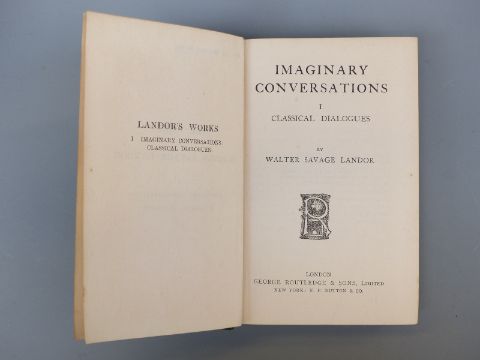 LANDOR'S WORKS
I IMAGINARY CONVERSATIONS
CLASSICAL DIALOGUES
IMAGINARY
CONVERSATIONS
I
CLASSICAL DIALOGUES
BY
WALTER SAVAGE LANDOR
R
LONDON
GEORGE ROUTLEDGE & SONS, LIMITED
NEW YORK: E. P. DUTTON & CO.